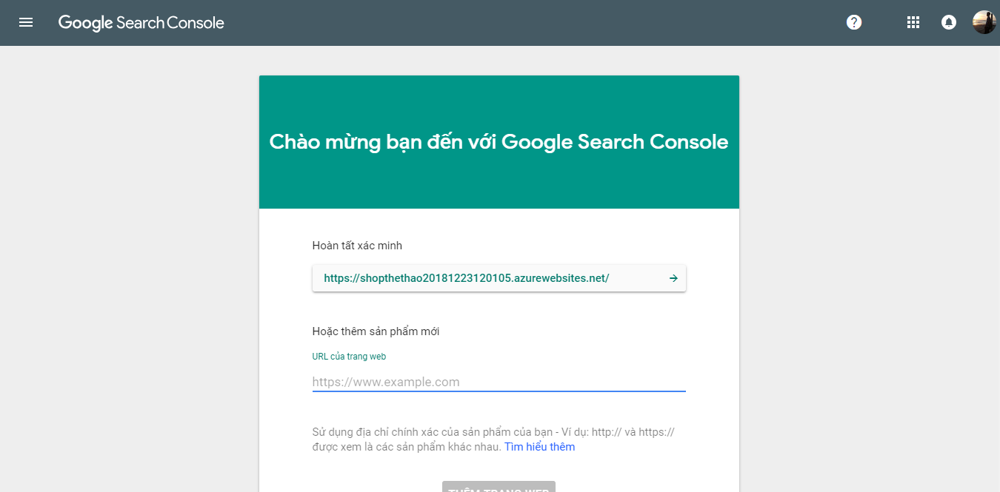 Google Search Console
?
Chào mừng bạn đến với Google Search Console
Hoàn tất xác minh
https://shopthethao20181223120105.azurewebsites.net/
Hoặc thêm sản phẩm mới
URL của trang web
https://www.example.com
Sử dụng địa chỉ chính xác của sản phẩm của bạn - Ví dụ: http:// và https://
được xem là các sản phẩm khác nhau. Tìm hiểu thêm
THÊM TRANG WEB